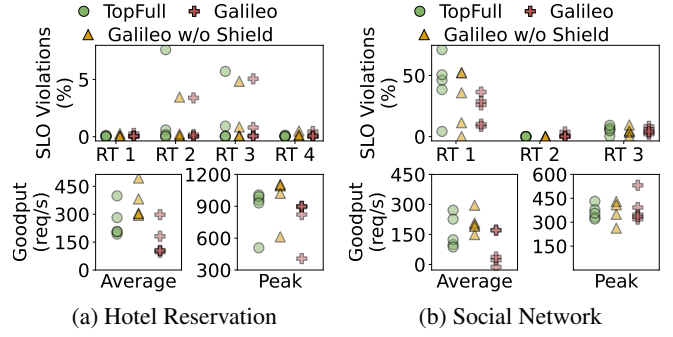 TopFull Galileo
Galileo w/o Shield
SLO Violations
(%)
5
0
RT 1 RT 2 RT 3 RT 4
Goodput
(req/s)
450
300
150
0
Average
1200
900
600
300
Peak
(a) Hotel Reservation
TopFull Galileo
Galileo w/o Shield
SLO Violations
(%)
50
0
RT 1 RT 2 RT 3
Goodput
(req/s)
450
300
150
0
Average
600
450
300
150
Peak
(b) Social Network